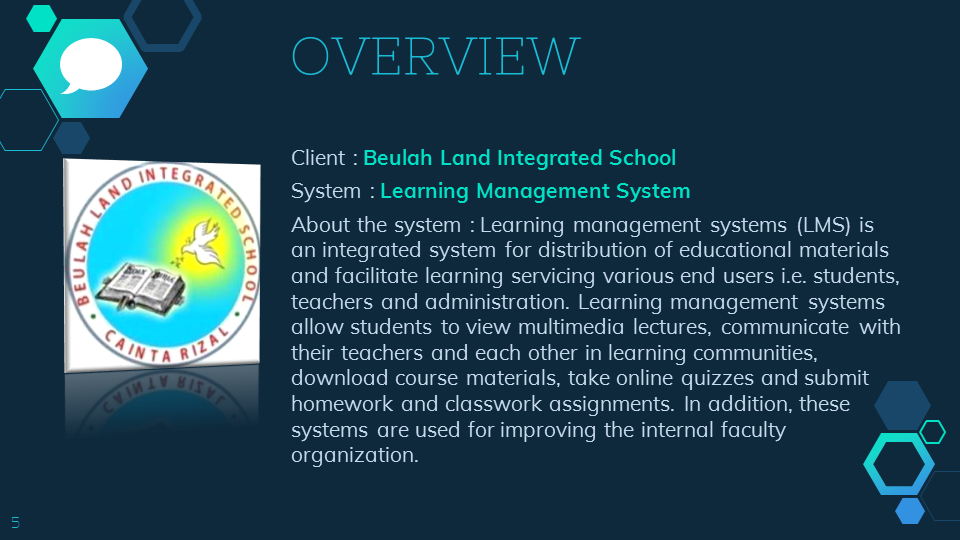 OVERVIEW
BEULAH LAND INTEGRATED SCHOOL
CAINTA RIZAL
Client : Beulah Land Integrated School
System : Learning Management System
About the system : Learning management systems (LMS) is
an integrated system for distribution of educational materials
and facilitate learning servicing various end users i.e. students,
teachers and administration. Learning management systems
allow students to view multimedia lectures, communicate with
their teachers and each other in learning communities,
download course materials, take online quizzes and submit
homework and classwork assignments. In addition, these
systems are used for improving the internal faculty
organization.
5